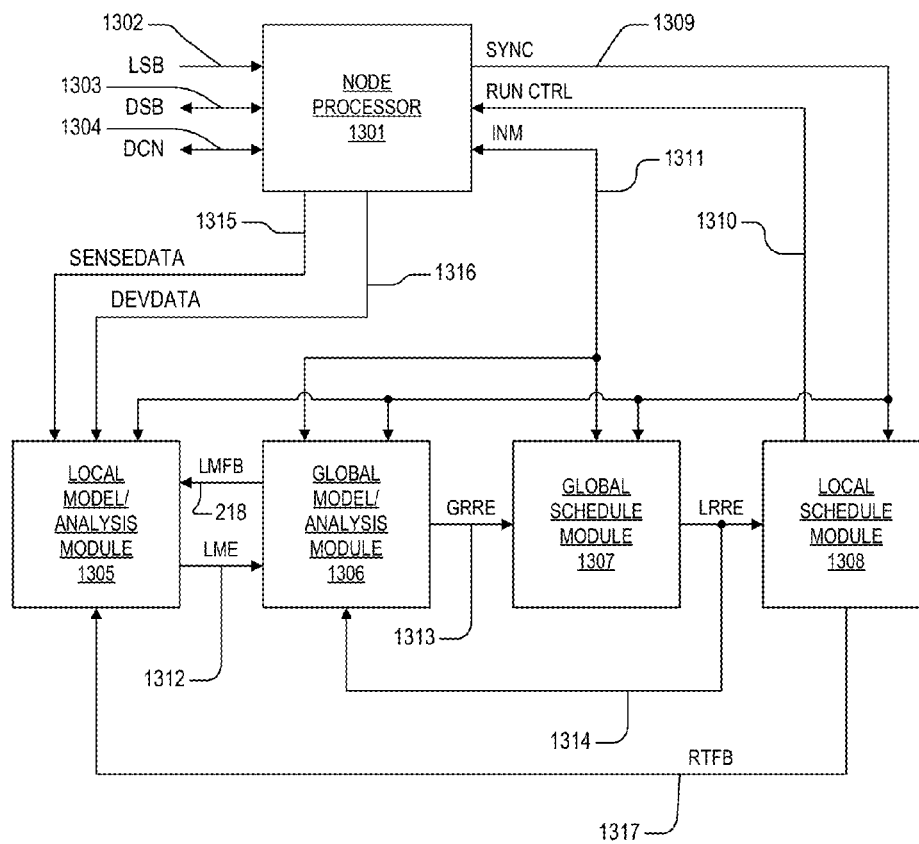 1302
1309
LSB
SYNC
1303
NODE
PROCESSOR
1301
RUN CTRL
DSB
1304
INM
DCN
1311
1315
1310
SENSEDATA
1316
DEVDATA
LOCAL
MODEL/
ANALYSIS
MODULE
1305
LMFB
218
LME
GLOBAL
MODEL/
ANALYSIS
MODULE
1306
GRRE
GLOBAL
SCHEDULE
MODULE
1307
LRRE
LOCAL
SCHEDULE
MODULE
1308
1313
1312
1314
RTFB
1317